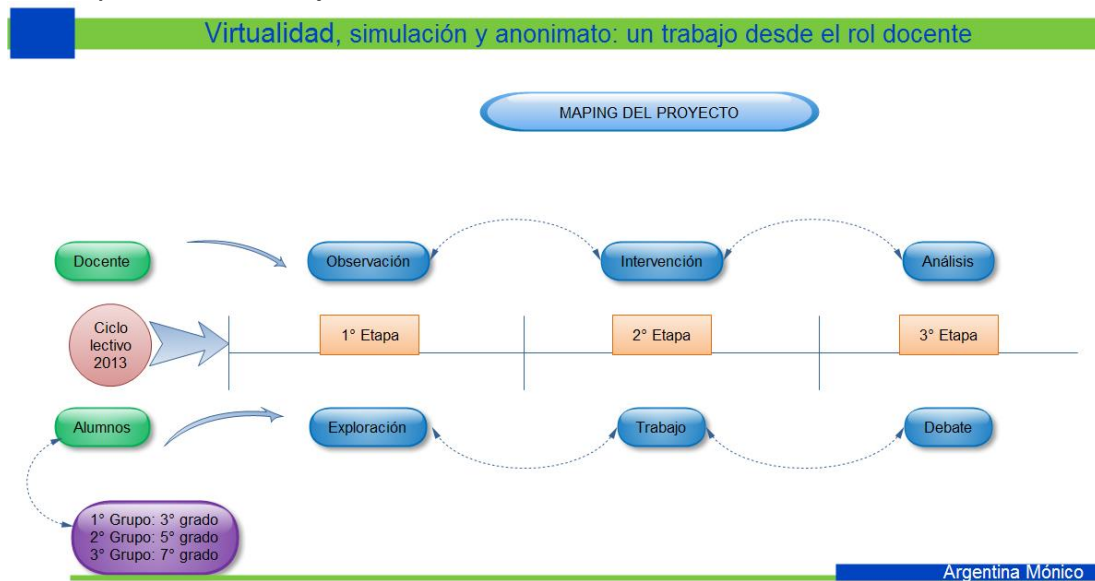 Virtualidad, simulación y anonimato: un trabajo desde el rol docente
MAPING DEL PROYECTO
Docente
Observación
Intervención
Análisis
Ciclo
lectivo
2013
1° Etapa
2° Etapa
3° Etapa
Alumnos
Exploración
Trabajo
Debate
1° Grupo: 3° grado
2° Grupo: 5° grado
3° Grupo: 7° grado
Argentina Mónico